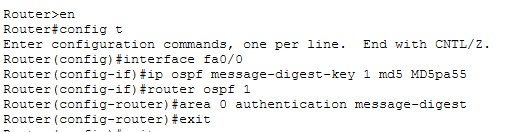 Router>en
Router#config t
Enter configuration commands, one per line.  End with CNTL/Z.
Router(config)#interface fa0/0
Router(config-if)#ip ospf message-digest-key 1 md5 MD5pa55
Router(config-if)#router ospf 1
Router(config-router)#area 0 authentication message-digest
Router(config-router)#exit